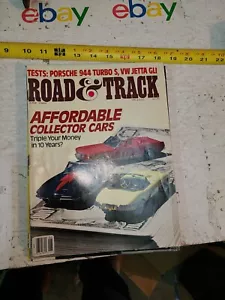 ebay
ebay
9 10 11
13 14 15 16 17 18 19 20 21 22
TESTS: PORSCHE 944 TURBO S, VW JETTA GLI
ROAD & TRACK
AFFORDABLE
COLLECTOR CARS
Triple Your Money
in 10 Years?